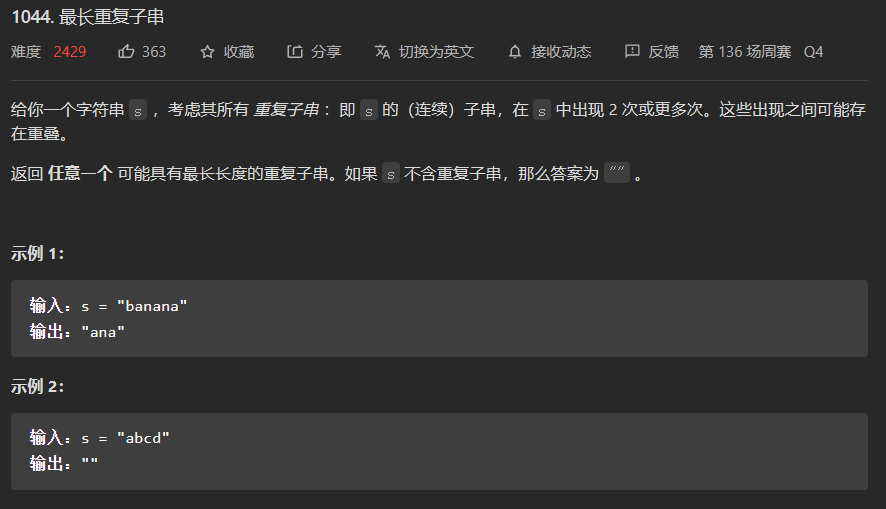 1044. 最长重复子串
难度 2429 363 收藏 分享 切换为英文 接收动态 反馈 第 136 场周赛 Q4
给你一个字符串 s ，考虑其所有 重复子串 ：即 s 的（连续）子串，在 s 中出现 2 次或更多次。这些出现之间可能存
在重叠。
返回 任意一个 可能具有最长长度的重复子串。如果 s 不含重复子串，那么答案为 "" 。
示例 1：
输入：s = "banana"
输出："ana"
示例 2：
输入：s = "abcd"
输出：""